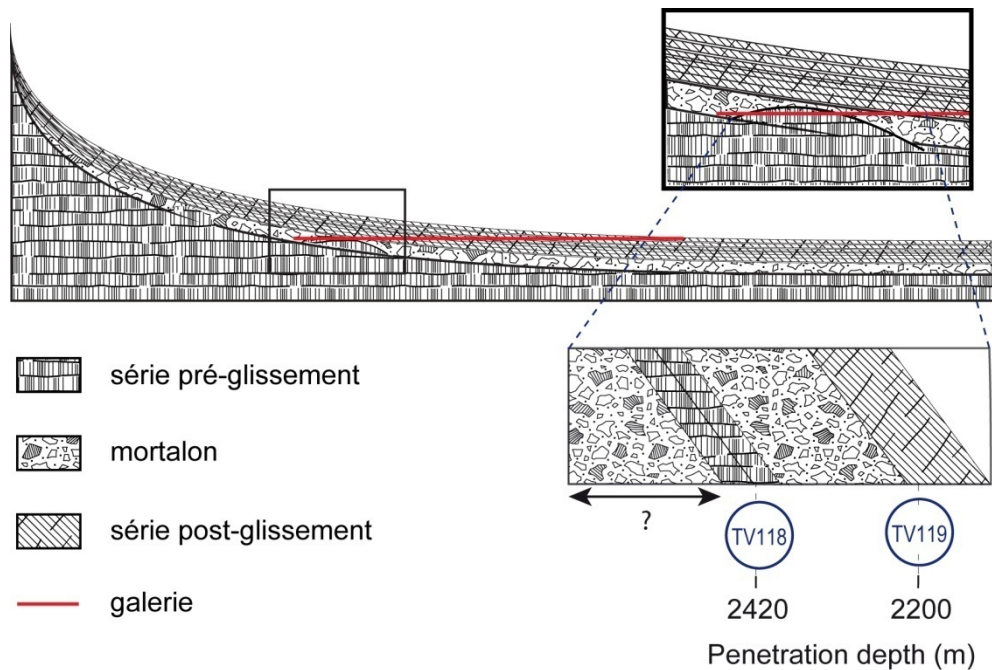 série pré-glissement
mortalon
série post-glissement
galerie
?
TV118
TV119
2420
2200
Penetration depth (m)